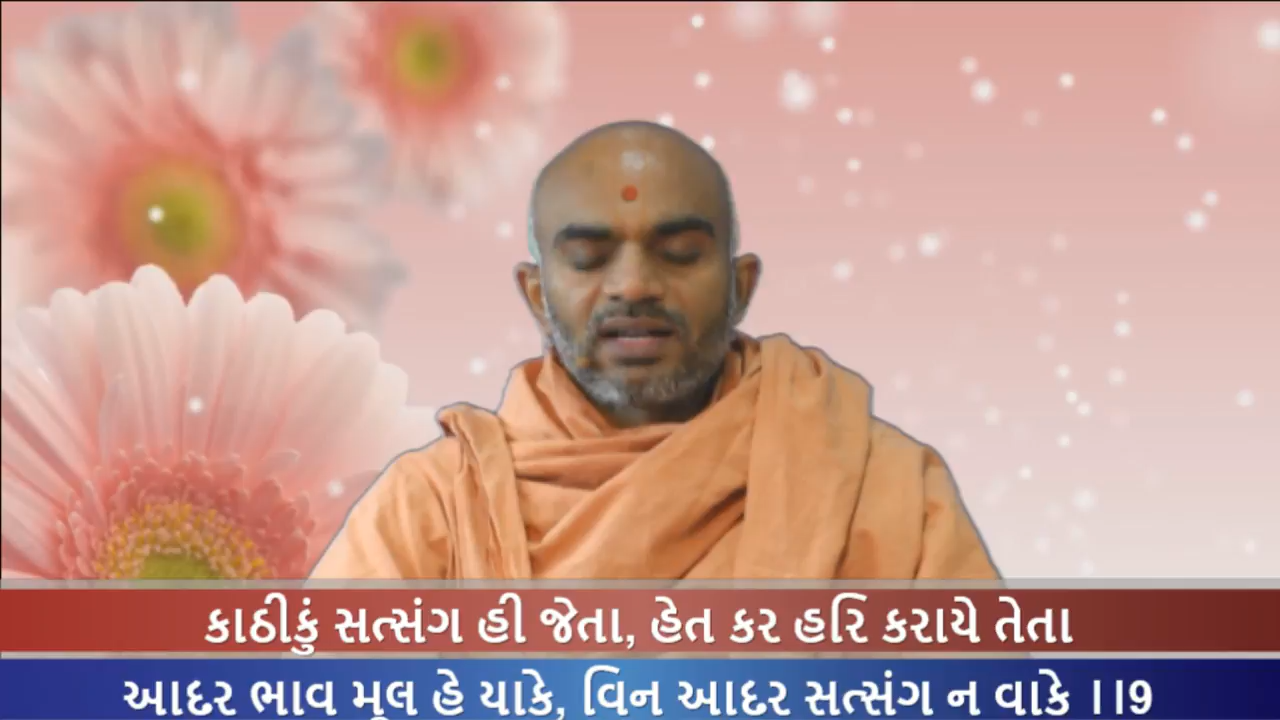 કાઠીકું સત્સંગ હી જેતા, હેત કર હરિ કરાયે તેતા
આદર ભાવ મૂલ હે યાકે, વિન આદર સત્સંગ ન વાકે ।।9